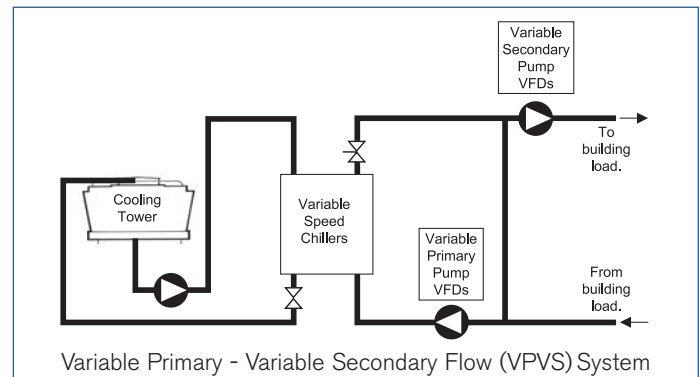 Variable
Secondary
Pump
VFDs
To
building
load.
Cooling
Tower
Variable
Speed
Chillers
Variable
Primary
Pump
VFDs
From
building
load.
Variable Primary - Variable Secondary Flow (VPVS) System